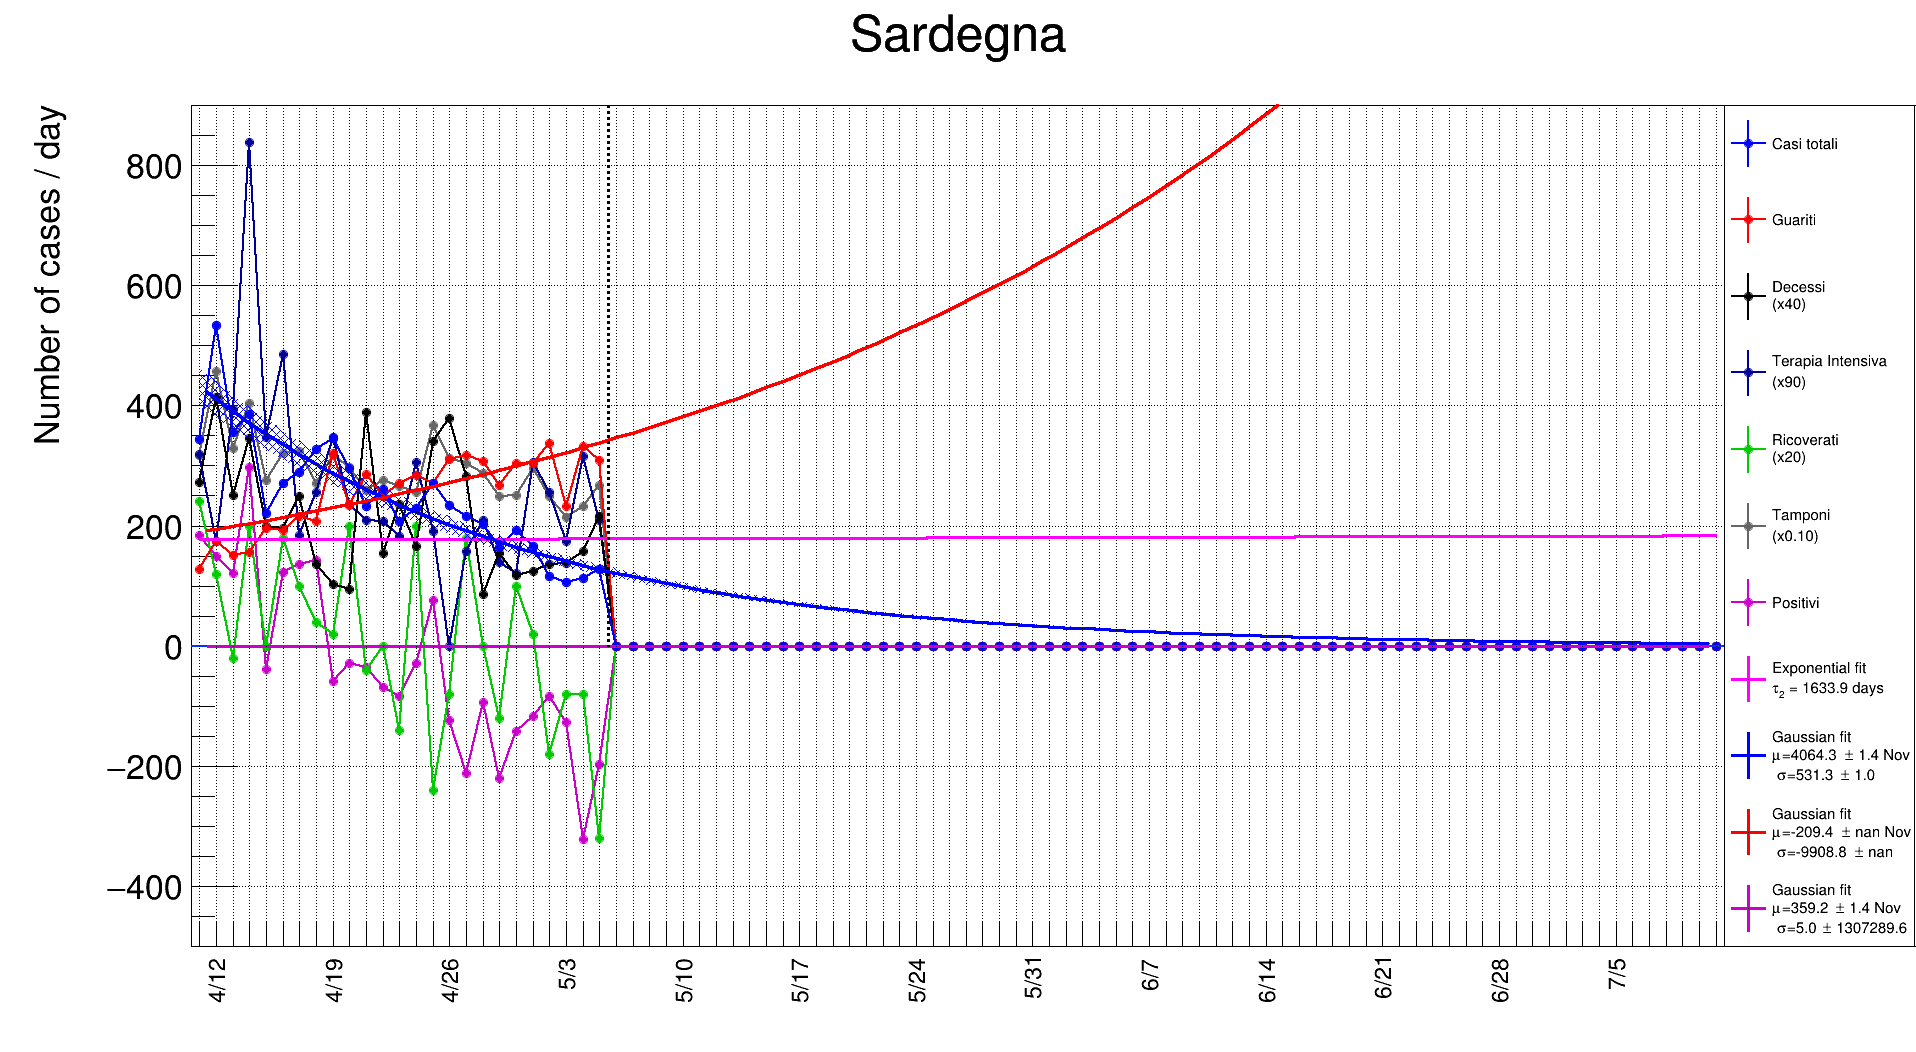 Sardegna
Number of cases / day
800
600
400
200
0
−200
−400
4/12
4/19
4/26
5/3
5/10
5/17
5/24
5/31
6/7
6/14
6/21
6/28
7/5
Casi totali
Guariti
Decessi
(x40)
Terapia Intensiva
(x90)
Ricoverati
(x20)
Tamponi
(x0.10)
Positivi
Exponential fit
τ2 = 1633.9 days
Gaussian fit
μ=4064.3 ± 1.4 Nov
σ=531.3 ± 1.0
Gaussian fit
μ=-209.4 ± nan Nov
σ=-9908.8 ± nan
Gaussian fit
μ=359.2 ± 1.4 Nov
σ=5.0 ± 1307289.6